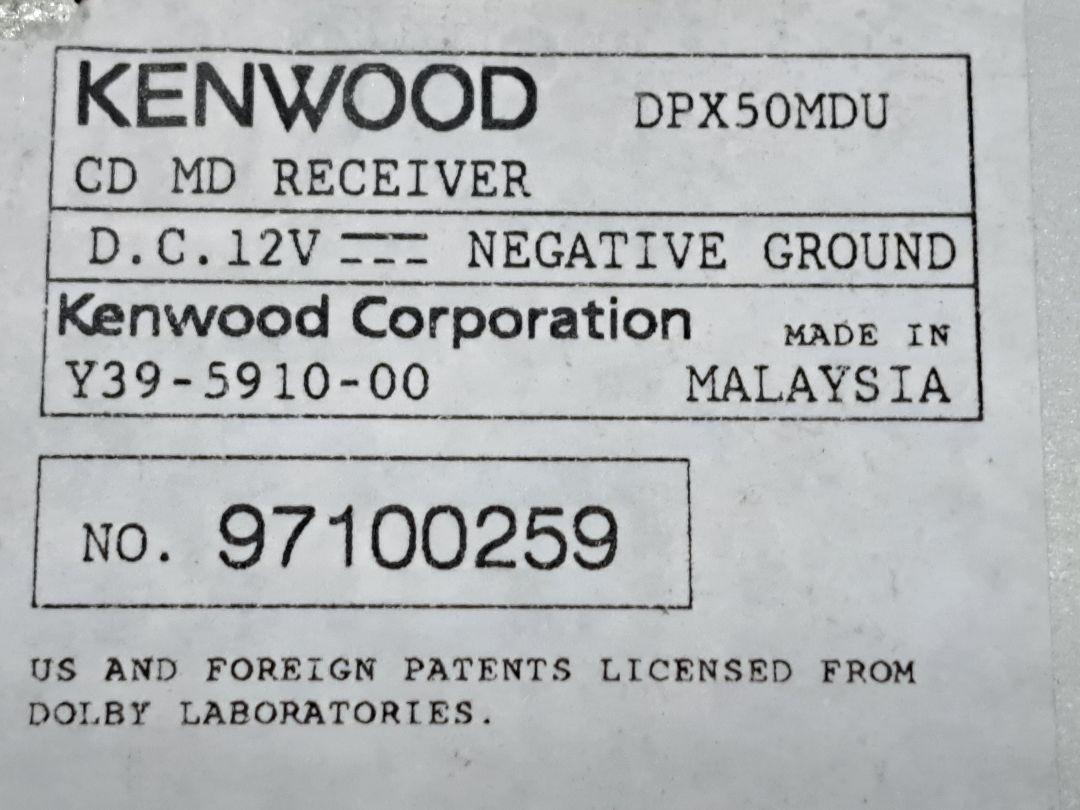 KENWOOD DPX50MDU
CD MD RECEIVER
D.C.12V NEGATIVE GROUND
Kenwood Corporation MADE IN
Y39-5910-00 MALAYSIA
NO. 97100259
US AND FOREIGN PATENTS LICENSED FROM
DOLBY LABORATORIES.